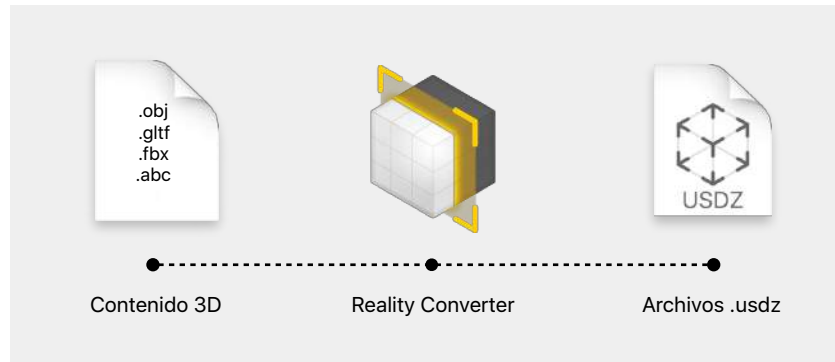 .obj
.gltf
.fbx
.abc
USDZ
Contenido 3D
Reality Converter
Archivos .usdz